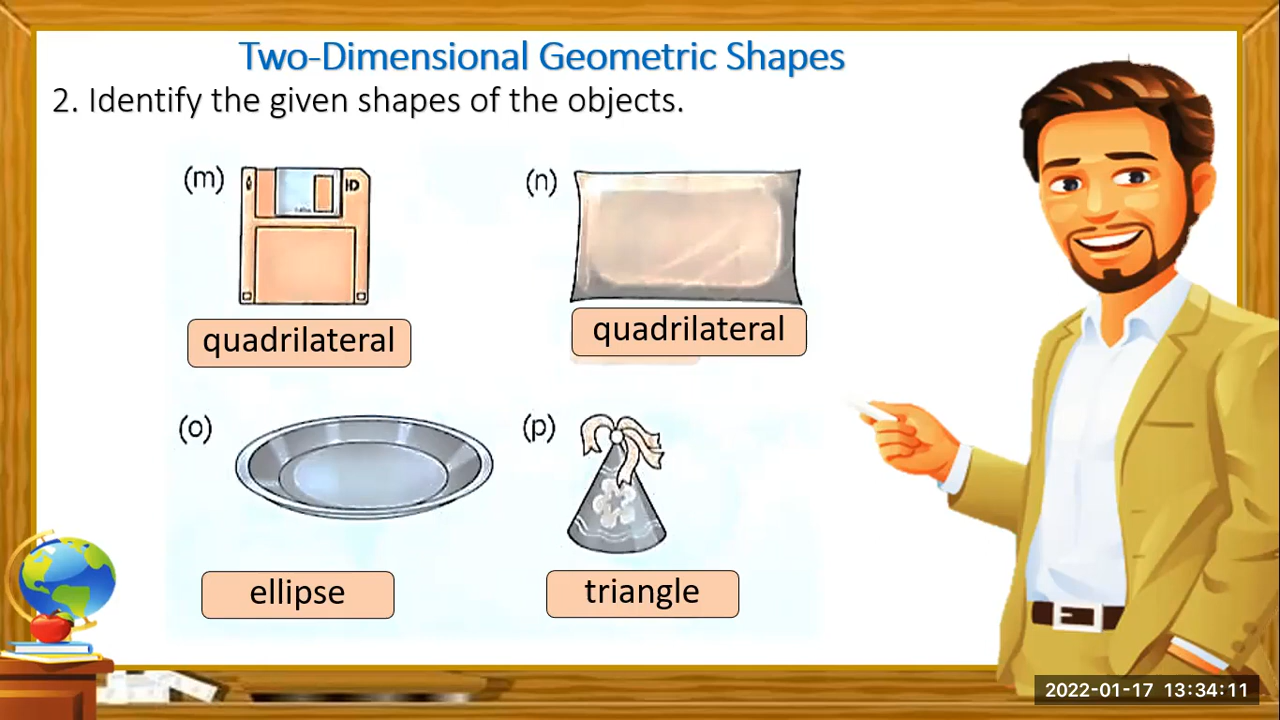 Two-Dimensional Geometric Shapes
2. Identify the given shapes of the objects.
(m)
HD
(n)
quadrilateral
quadrilateral
(o)
(p)
ellipse
triangle
2022-01-17 13:34:11